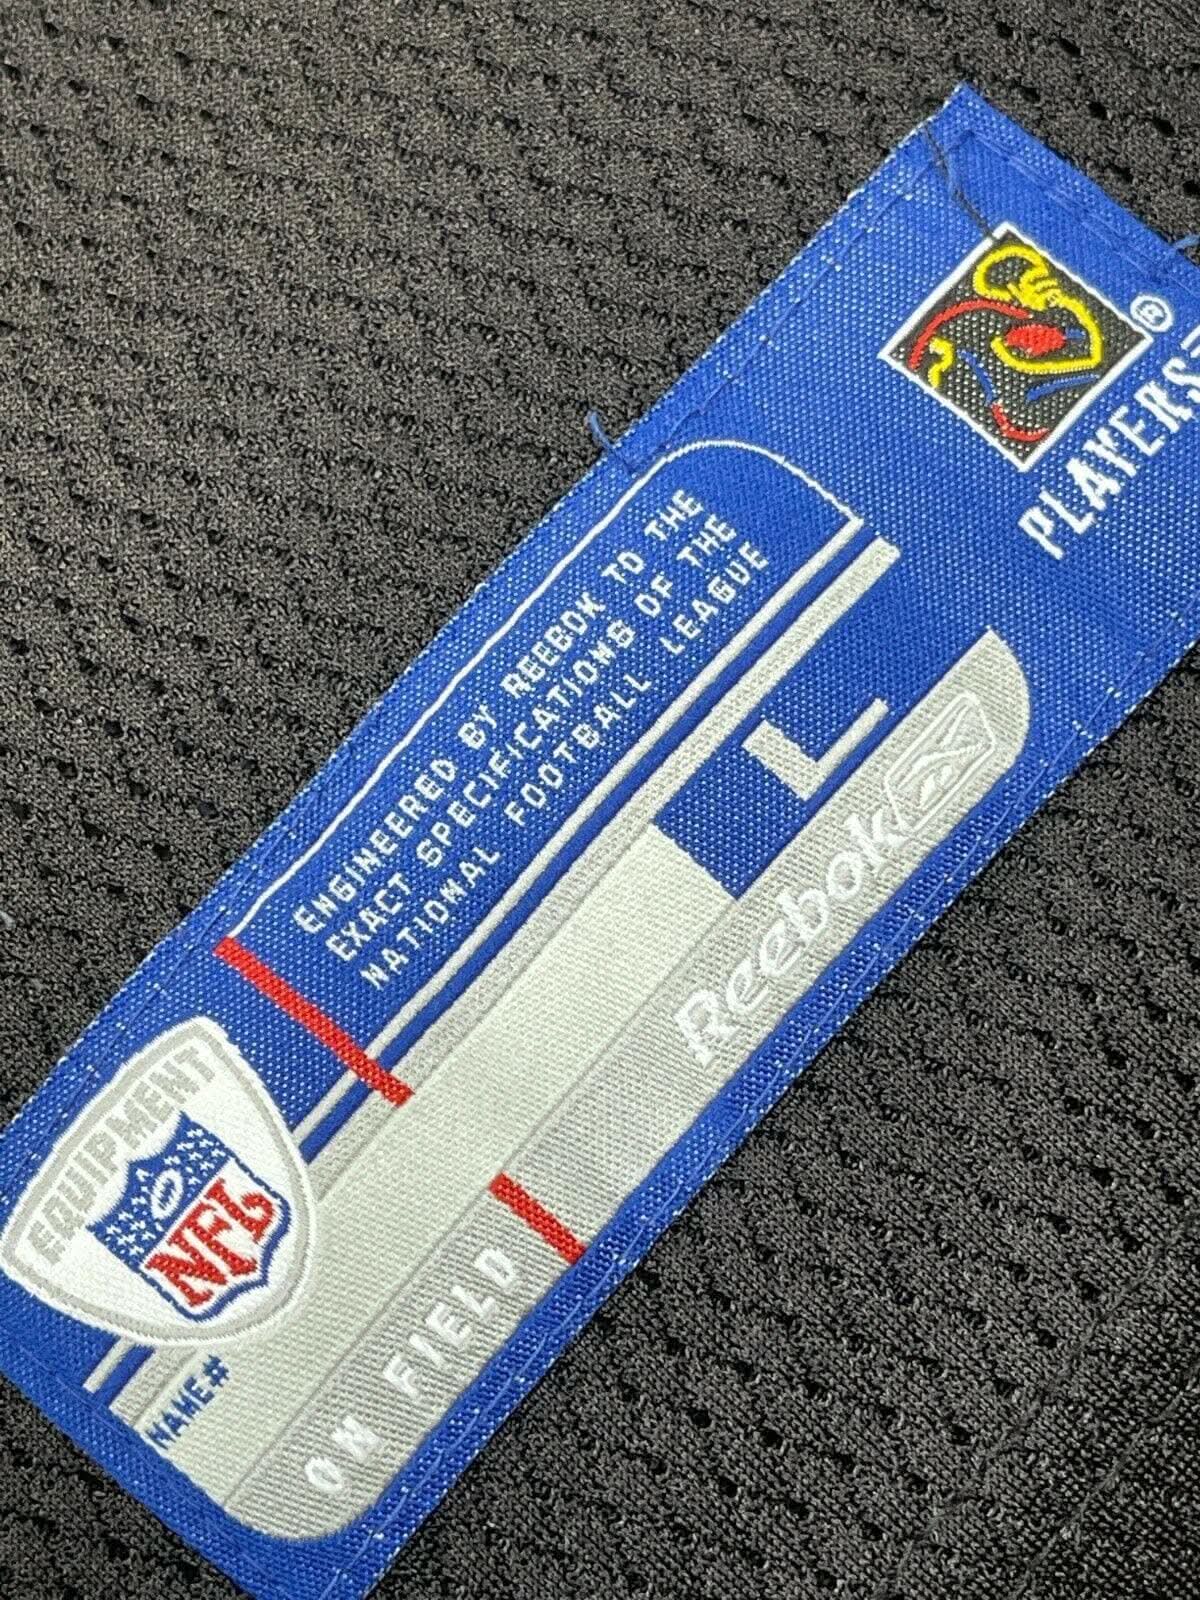 ®
PLAYERS
ENGINEERED BY REEBOK TO THE
EXACT SPECIFICATIONS OF THE
NATIONAL FOOTBALL LEAGUE
L
Reebok
EQUIPMENT
NFL
NAME #
ON FIELD